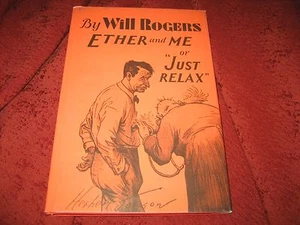 By Will Rogers
ETHER and ME
or
"JUST
RELAX"